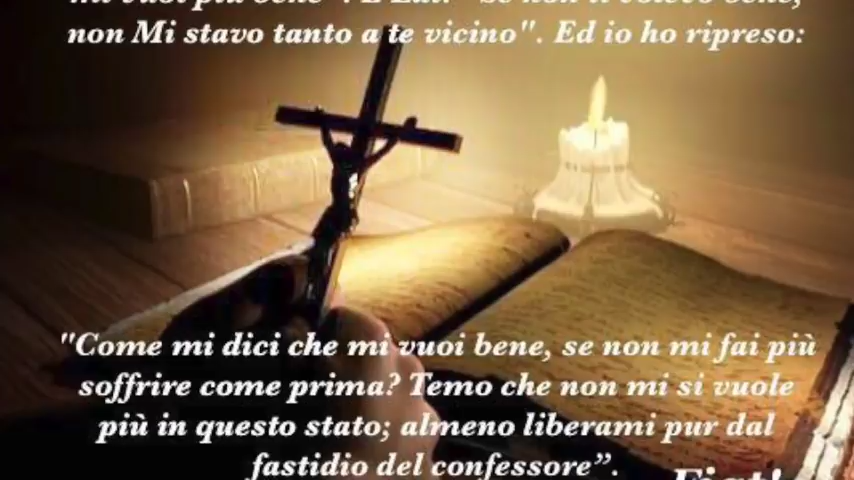 non Mi stavo tanto a te vicino". Ed io ho ripreso:
"Come mi dici che mi vuoi bene, se non mi fai più
soffrire come prima? Temo che non mi si vuole
più in questo stato; almeno liberami pur dal
fastidio del confessore”.